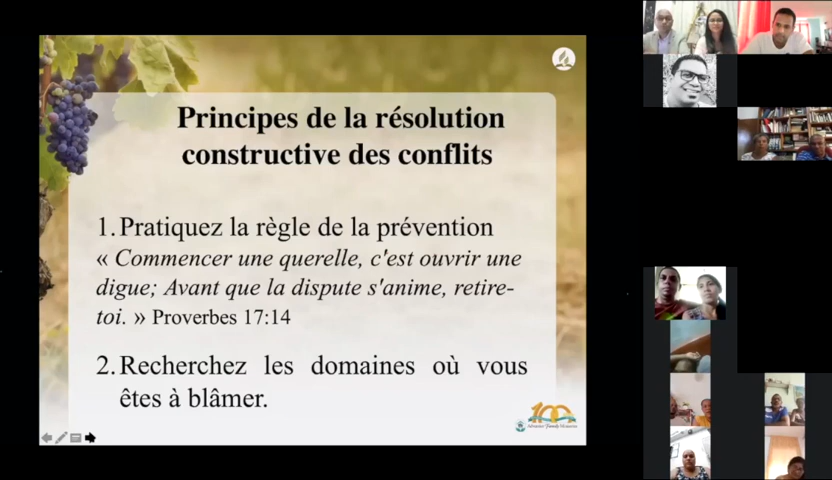 Principes de la résolution
constructive des conflits
1. Pratiquez la règle de la prévention
« Commencer une querelle, c'est ouvrir une
digue; Avant que la dispute s'anime, retire-
toi. » Proverbes 17:14
2. Recherchez les domaines où vous
êtes à blâmer.
100